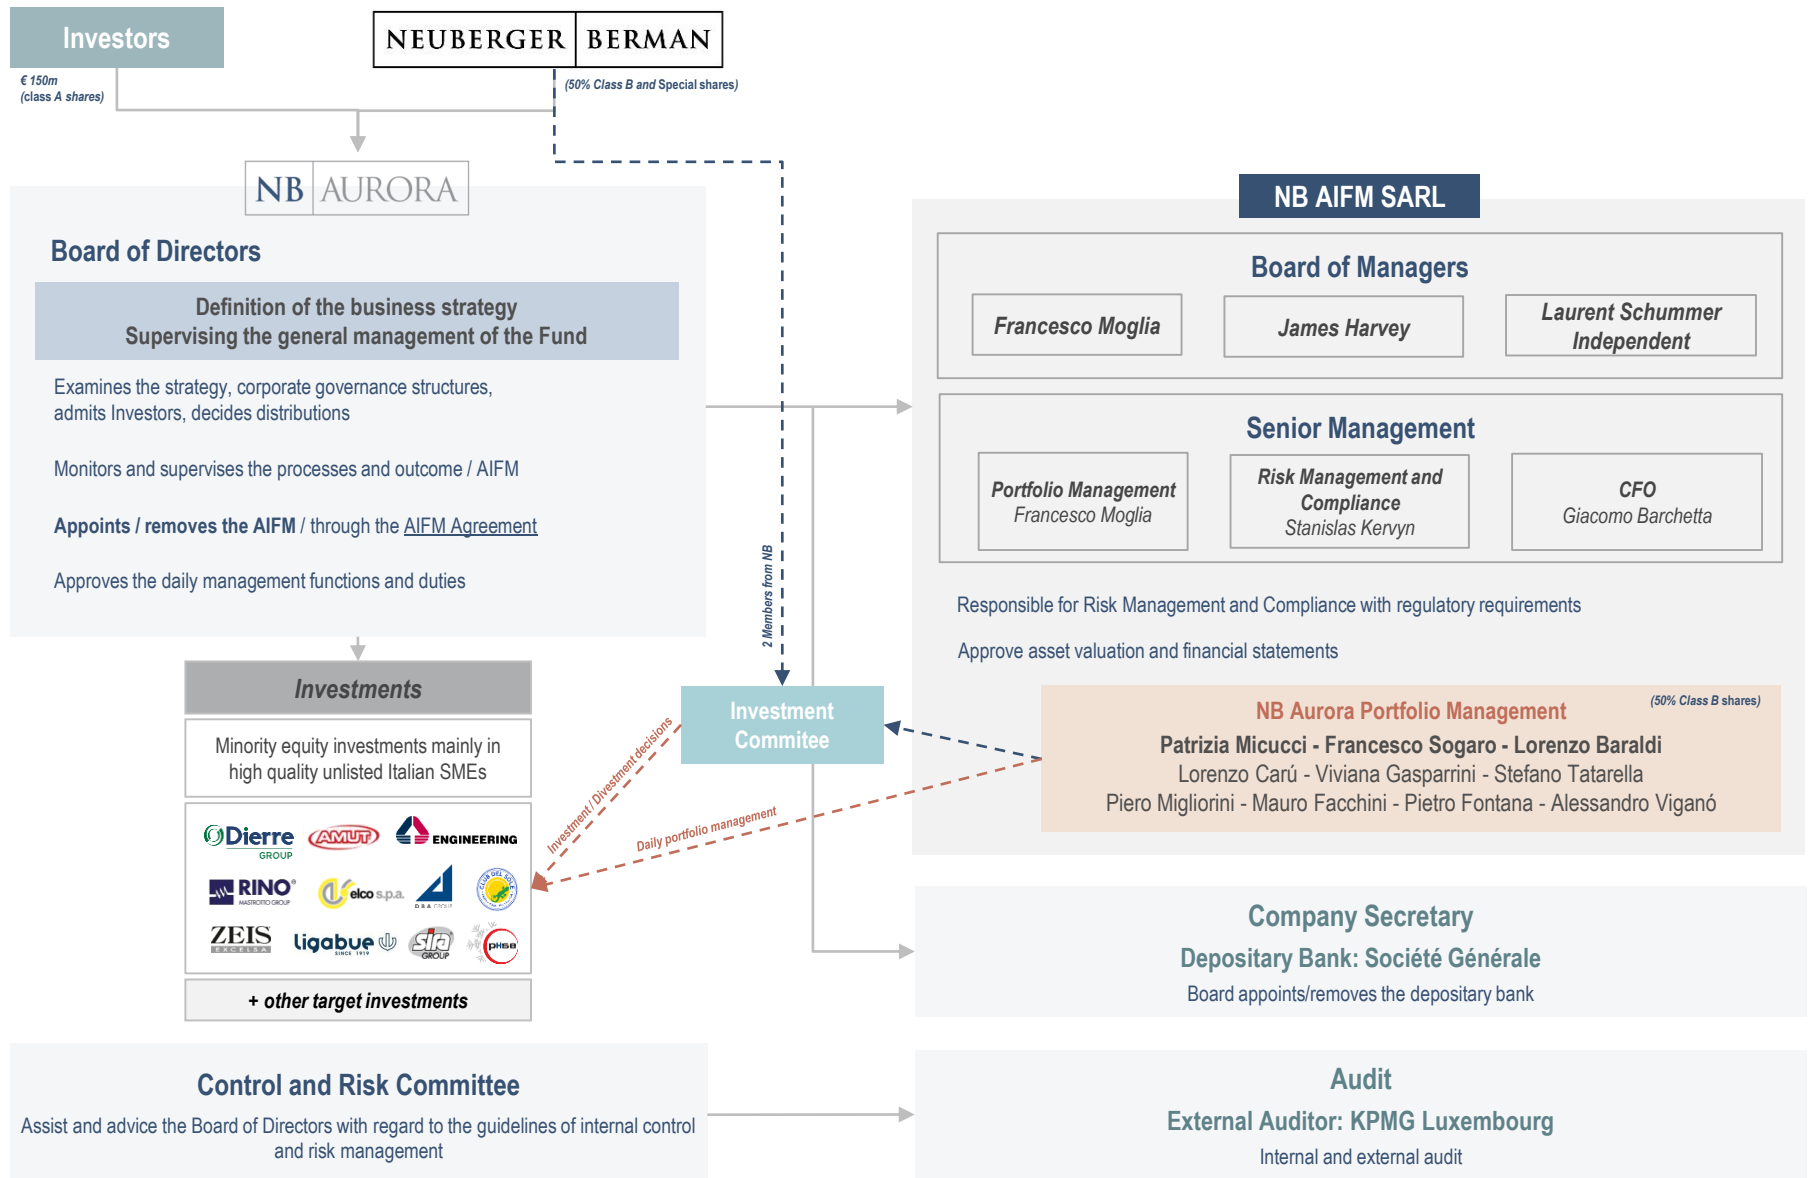 Investors
€ 150m
(class A shares)
NEUBERGER BERMAN
(50% Class B and Special shares)
NB AURORA
Board of Directors
Definition of the business strategy
Supervising the general management of the Fund
Examines the strategy, corporate governance structures,
admits Investors, decides distributions
Monitors and supervises the processes and outcome / AIFM
Appoints / removes the AIFM / through the AIFM Agreement
Approves the daily management functions and duties
2 Members from NB
NB AIFM SARL
Board of Managers
Francesco Moglia
James Harvey
Laurent Schummer
Independent
Senior Management
Portfolio Management
Francesco Moglia
Risk Management and
Compliance
Stanislas Kervyn
CFO
Giacomo Barchetta
Responsible for Risk Management and Compliance with regulatory requirements
Approve asset valuation and financial statements
(50% Class B shares)
NB Aurora Portfolio Management
Patrizia Micucci - Francesco Sogaro - Lorenzo Baraldi
Lorenzo Carú - Viviana Gasparrini - Stefano Tatarella
Piero Migliorini - Mauro Facchini - Pietro Fontana - Alessandro Viganó
Investment
Commitee
Investment / Divestment decisions
Daily portfolio management
Investments
Minority equity investments mainly in
high quality unlisted Italian SMEs
Dierre
GROUP
AMUT
ENGINEERING
RINO
MASTROTTO GROUP
elco s.p.a.
DBA GROUP
CLUB DEL SOLE
ZEIS
EXCELSA
Ligabue
SINCE 1919
sira
GROUP
pHse
+ other target investments
Company Secretary
Depositary Bank: Société Générale
Board appoints/removes the depositary bank
Control and Risk Committee
Assist and advice the Board of Directors with regard to the guidelines of internal control
and risk management
Audit
External Auditor: KPMG Luxembourg
Internal and external audit